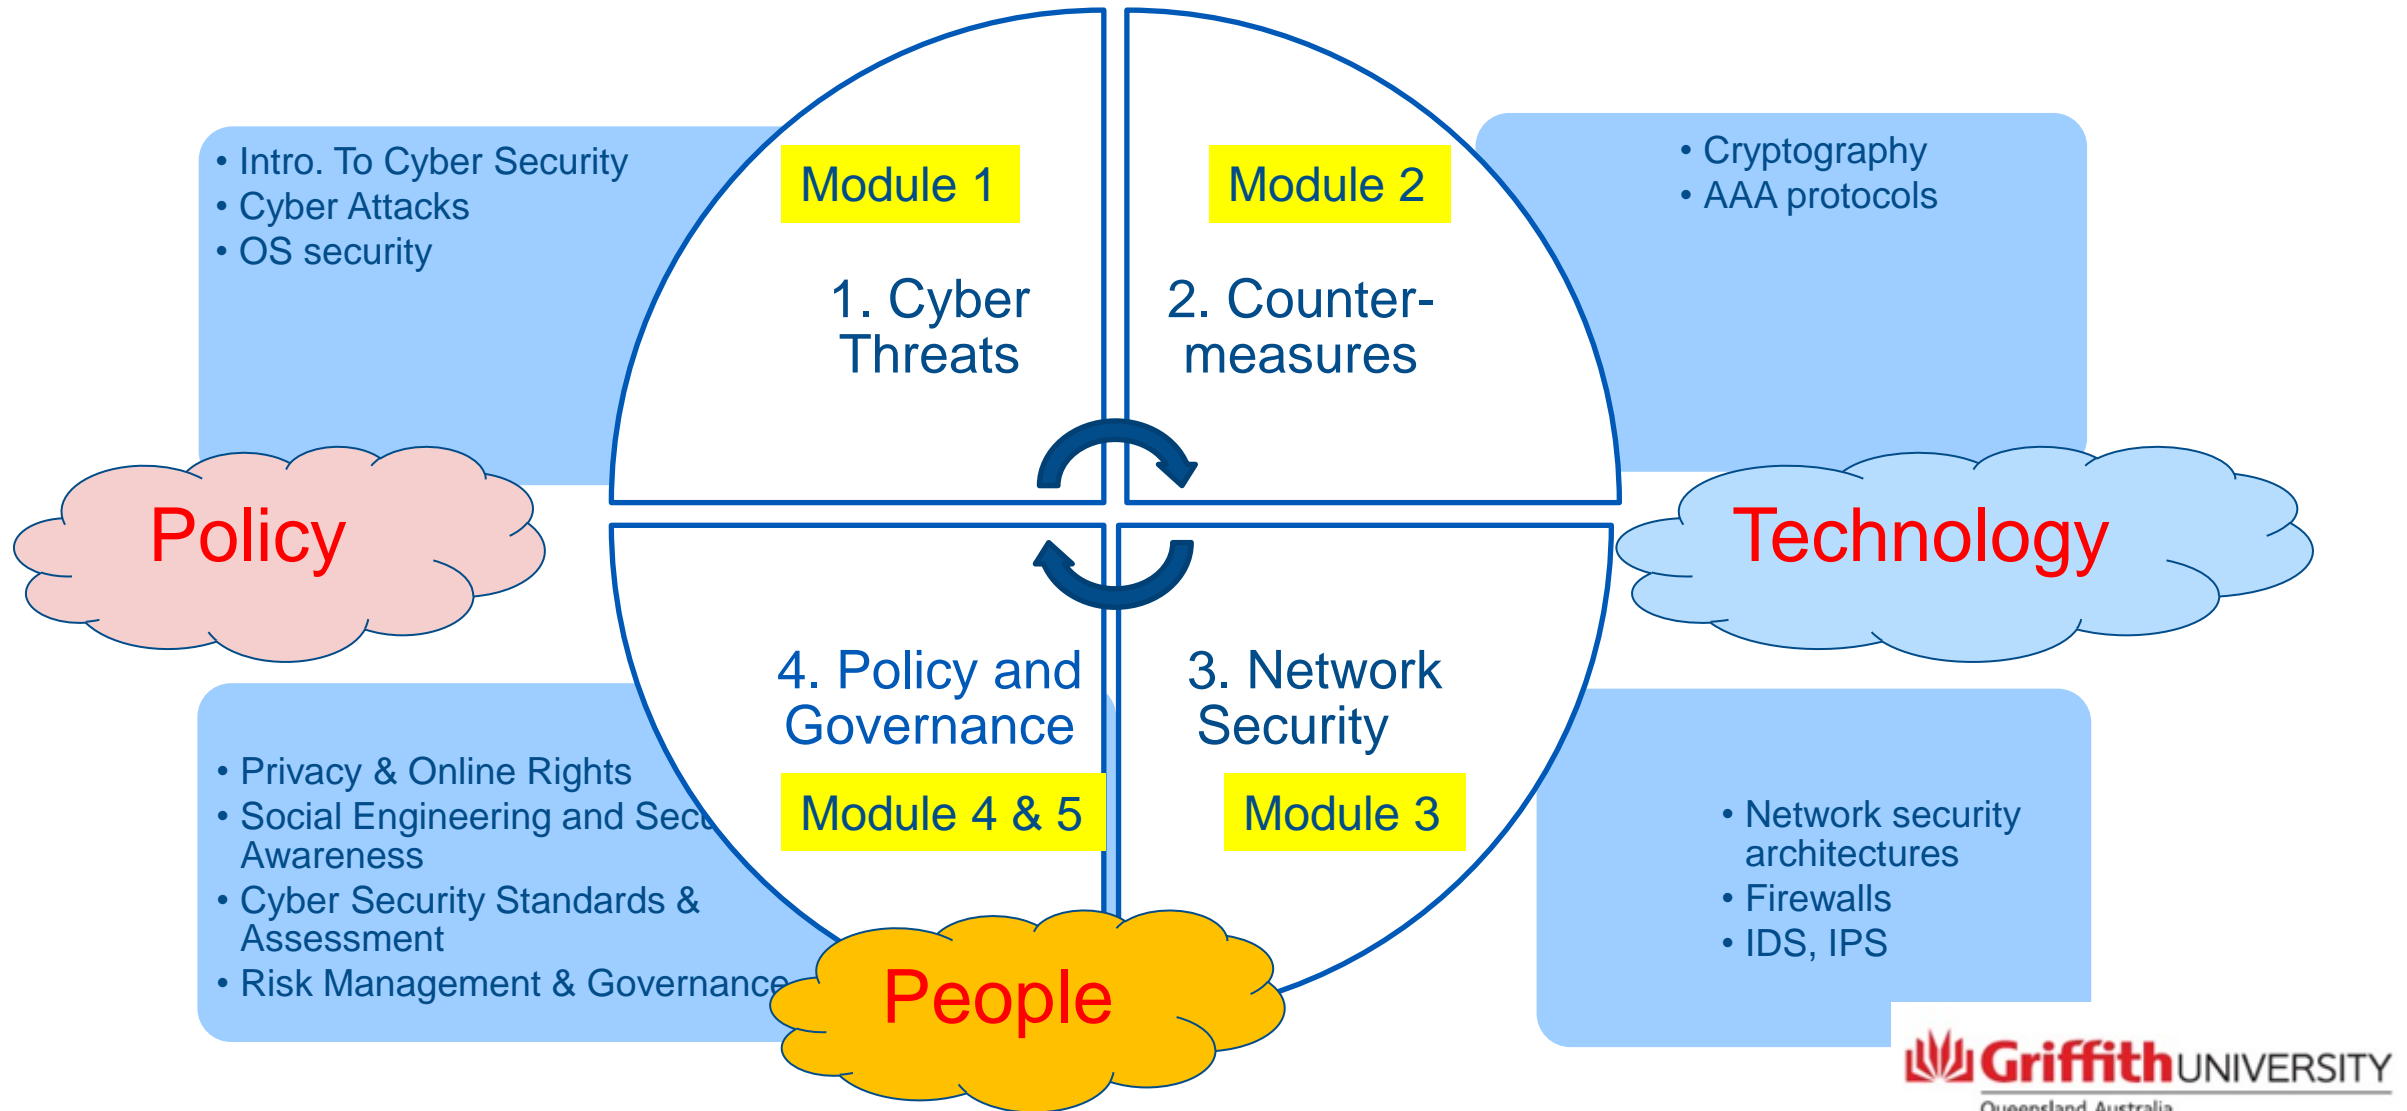 • Intro. To Cyber Security
• Cyber Attacks
• OS security
Module 1
1. Cyber
Threats
Module 2
2. Counter-
measures
• Cryptography
• AAA protocols
Policy
Technology
4. Policy and
Governance
Module 4 & 5
3. Network
Security
Module 3
• Privacy & Online Rights
• Social Engineering and
Awareness
• Cyber Security Standards &
Assessment
• Risk Management & Governance
People
• Network security
architectures
• Firewalls
• IDS, IPS
Griffith UNIVERSITY
Queensland, Australia